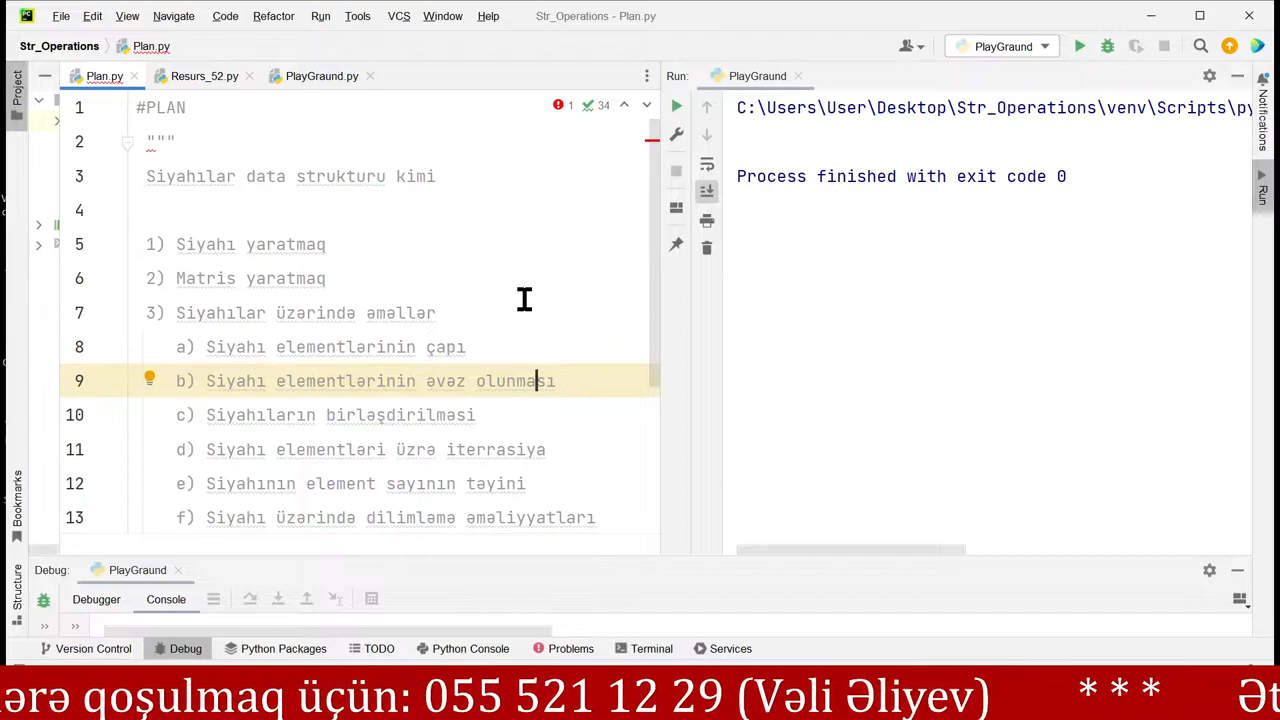 File Edit View Navigate Code Refactor Run Tools VCS Window Help Str_Operations - Plan.py
Str_Operations Plan.py PlayGround
Plan.py Resurs_52.py PlayGround.py Run: PlayGround
Project
Notifications
Run
Bookmarks
Structure
1 34
1 #PLAN
2 """
3 Siyahılar data strukturu kimi
4
5 1) Siyahı yaratmaq
6 2) Matris yaratmaq
7 3) Siyahılar üzərində əməllər
8 a) Siyahı elementlərinin çapı
9 b) Siyahı elementlərinin əvəz olunması
10 c) Siyahıların birləşdirilməsi
11 d) Siyahı elementləri üzrə iterrasiya
12 e) Siyahının element sayının təyini
13 f) Siyahı üzərində dilimləmə əməliyyatları
C:\Users\User\Desktop\Str_Operations\venv\Scripts\py
Process finished with exit code 0
Debug: PlayGround
Debugger Console
Version Control Debug Python Packages TODO Python Console Problems Terminal Services
lərə qoşulmaq üçün: 055 521 12 29 (Vəli Əliyev) * * * Ət